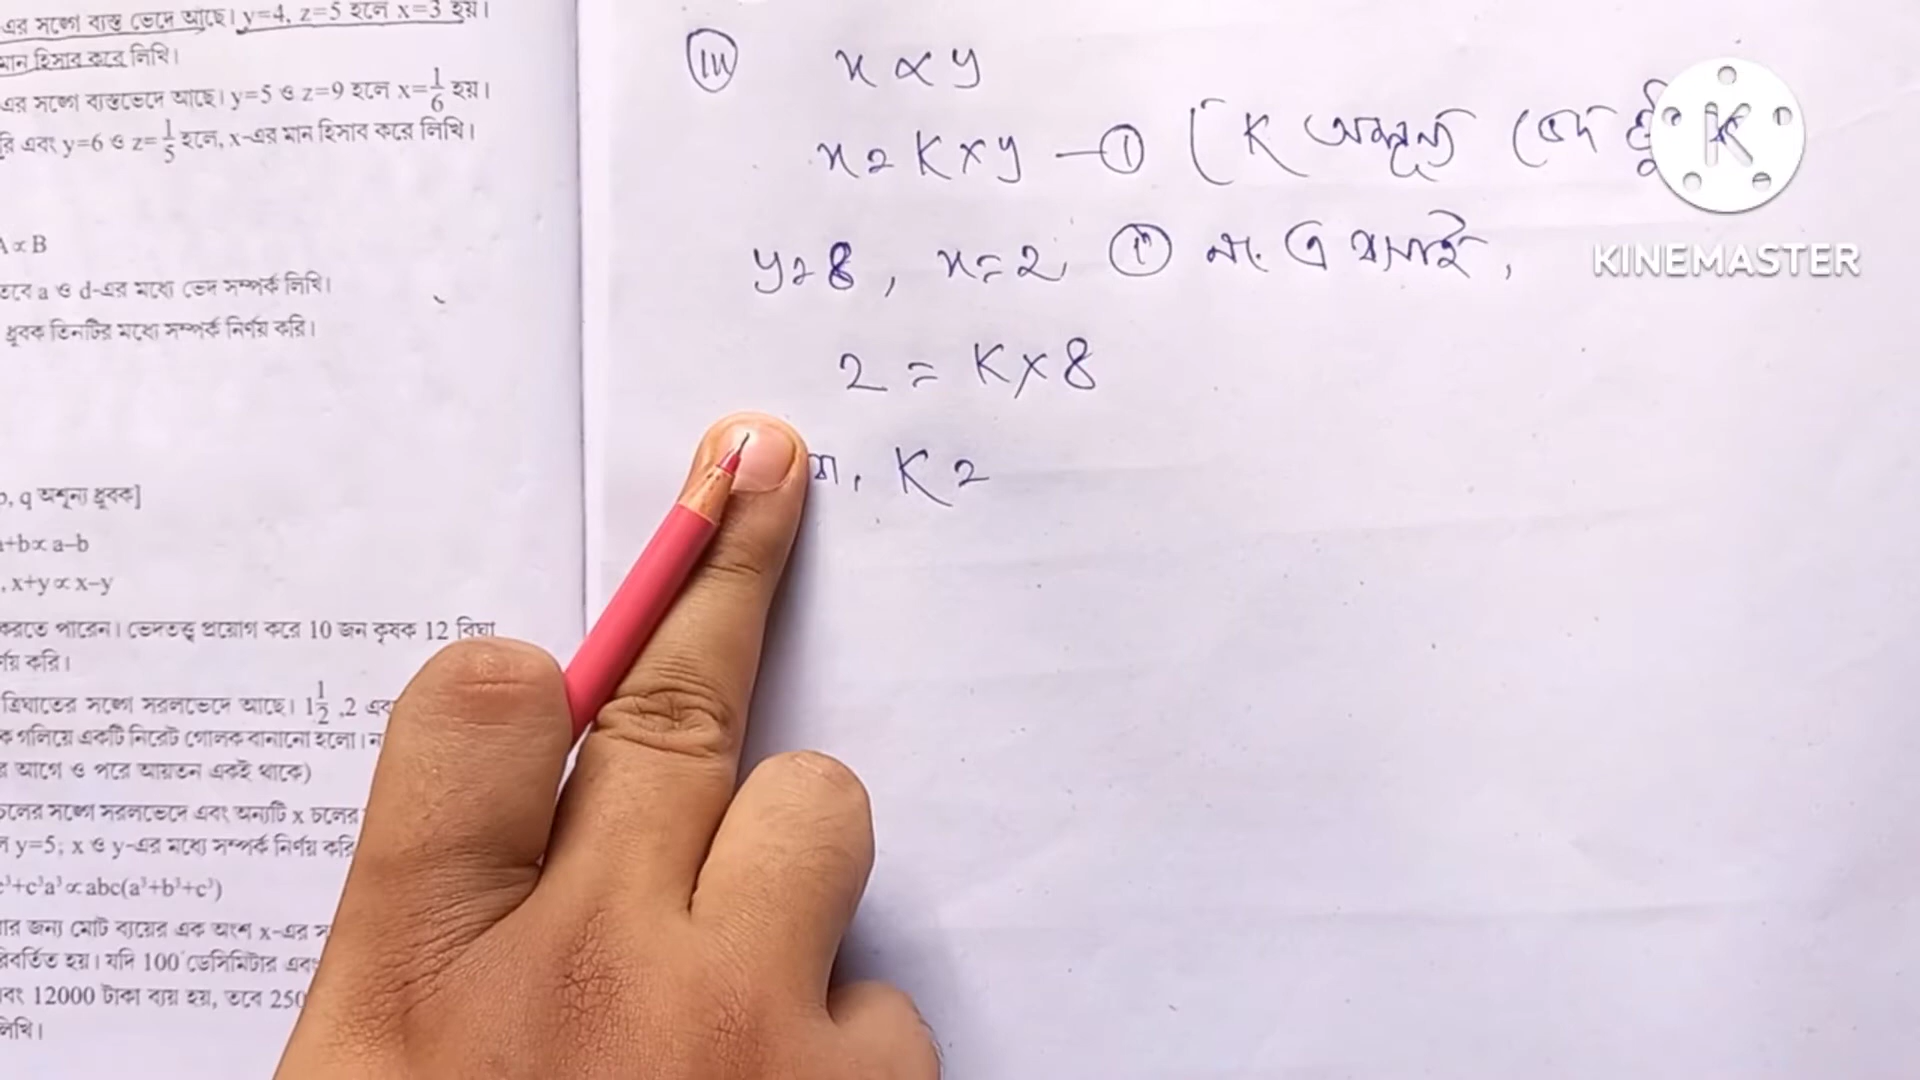 এর সঙ্গে ব্যস্ত ভেদে আছে। y=4, z=5 হলে x=3 হয়।
মান হিসাব করে লিখি।
এর সঙ্গে ব্যস্তভেদে আছে। y=5 ও z=9 হলে x=1/6 হয়।
রি এবং y=6 ও z=1/5 হলে, x-এর মান হিসাব করে লিখি।
A∝B
তবে a ও d-এর মধ্যে ভেদ সম্পর্ক লিখি।
ধ্রুবক তিনটির মধ্যে সম্পর্ক নির্ণয় করি।
, q অশূন্য ধ্রুবক]
+b∝ a–b
, x+y∝x–y
করতে পারেন। ভেদতত্ত্ব প্রয়োগ করে 10 জন কৃষক 12 বিঘা
র্ণয় করি।
ত্রিঘাতের সঙ্গে সরলভেদে আছে। 1 1/2 ,2 এব
ক গলিয়ে একটি নিরেট গোলক বানানো হলো। ন
র আগে ও পরে আয়তন একই থাকে)
চলের সঙ্গে সরলভেদে এবং অন্যটি x চলের
y=5; x ও y-এর মধ্যে সম্পর্ক নির্ণয় করি
c³+c³a³∝abc(a³+b³+c³)
ার জন্য মোট ব্যয়ের এক অংশ x-এর স
রিবর্তিত হয়। যদি 100 ডেসিমিটার এবং
বং 12000 টাকা ব্যয় হয়, তবে 250
লিখি।
(iii) x ∝ y
x = K × y — (i) [K অশূন্য ভেদ
y = 8, x = 2, (i) নং এ বসাই,
2 = K × 8
বা, K =
K
KINEMASTER